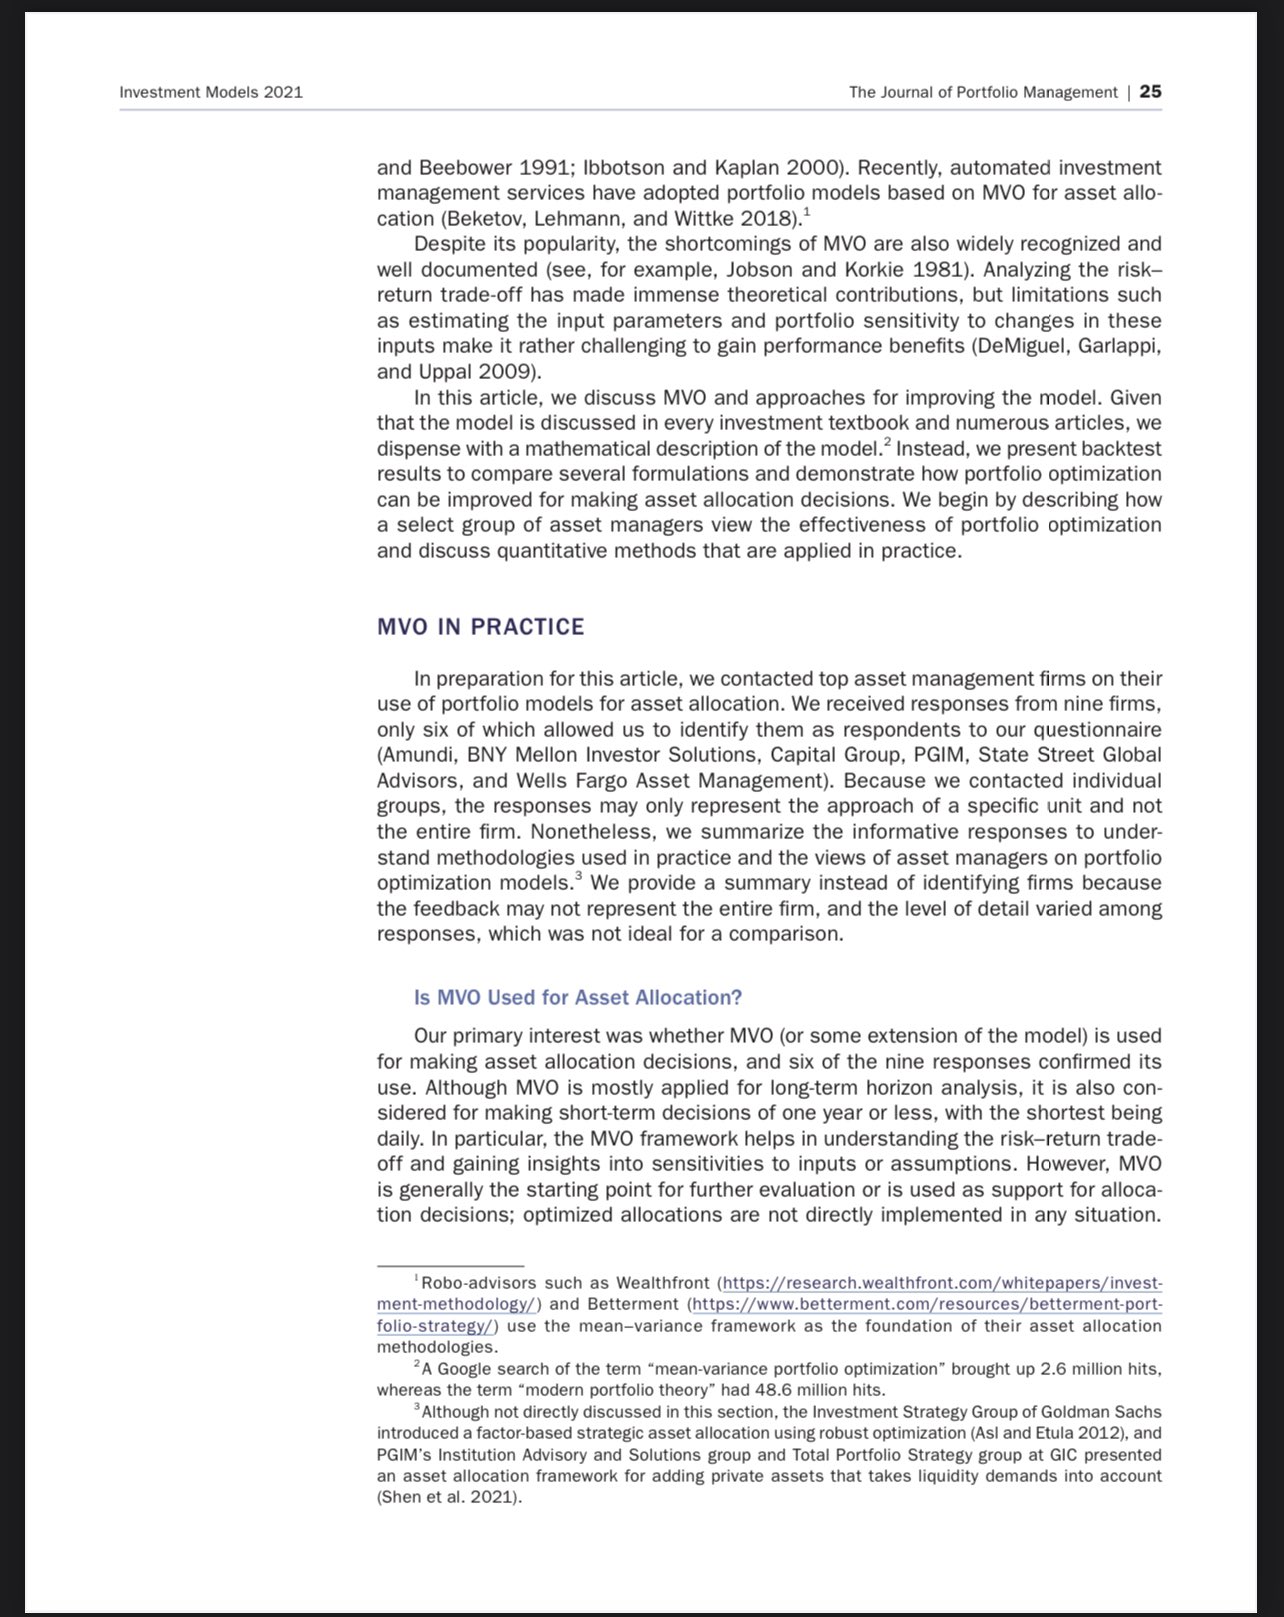 Investment Models 2021
The Journal of Portfolio Management | 25
and Beebower 1991; Ibbotson and Kaplan 2000). Recently, automated investment
management services have adopted portfolio models based on MVO for asset allo-
cation (Beketov, Lehmann, and Wittke 2018).¹
Despite its popularity, the shortcomings of MVO are also widely recognized and
well documented (see, for example, Jobson and Korkie 1981). Analyzing the risk–
return trade-off has made immense theoretical contributions, but limitations such
as estimating the input parameters and portfolio sensitivity to changes in these
inputs make it rather challenging to gain performance benefits (DeMiguel, Garlappi,
and Uppal 2009).
In this article, we discuss MVO and approaches for improving the model. Given
that the model is discussed in every investment textbook and numerous articles, we
dispense with a mathematical description of the model.² Instead, we present backtest
results to compare several formulations and demonstrate how portfolio optimization
can be improved for making asset allocation decisions. We begin by describing how
a select group of asset managers view the effectiveness of portfolio optimization
and discuss quantitative methods that are applied in practice.
MVO IN PRACTICE
In preparation for this article, we contacted top asset management firms on their
use of portfolio models for asset allocation. We received responses from nine firms,
only six of which allowed us to identify them as respondents to our questionnaire
(Amundi, BNY Mellon Investor Solutions, Capital Group, PGIM, State Street Global
Advisors, and Wells Fargo Asset Management). Because we contacted individual
groups, the responses may only represent the approach of a specific unit and not
the entire firm. Nonetheless, we summarize the informative responses to under-
stand methodologies used in practice and the views of asset managers on portfolio
optimization models.³ We provide a summary instead of identifying firms because
the feedback may not represent the entire firm, and the level of detail varied among
responses, which was not ideal for a comparison.
Is MVO Used for Asset Allocation?
Our primary interest was whether MVO (or some extension of the model) is used
for making asset allocation decisions, and six of the nine responses confirmed its
use. Although MVO is mostly applied for long-term horizon analysis, it is also con-
sidered for making short-term decisions of one year or less, with the shortest being
daily. In particular, the MVO framework helps in understanding the risk–return trade-
off and gaining insights into sensitivities to inputs or assumptions. However, MVO
is generally the starting point for further evaluation or is used as support for alloca-
tion decisions; optimized allocations are not directly implemented in any situation.
¹Robo-advisors such as Wealthfront (https://research.wealthfront.com/whitepapers/invest-
ment-methodology/) and Betterment (https://www.betterment.com/resources/betterment-port-
folio-strategy/) use the mean–variance framework as the foundation of their asset allocation
methodologies.
²A Google search of the term “mean-variance portfolio optimization” brought up 2.6 million hits,
whereas the term “modern portfolio theory” had 48.6 million hits.
³Although not directly discussed in this section, the Investment Strategy Group of Goldman Sachs
introduced a factor-based strategic asset allocation using robust optimization (Asl and Etula 2012), and
PGIM’s Institution Advisory and Solutions group and Total Portfolio Strategy group at GIC presented
an asset allocation framework for adding private assets that takes liquidity demands into account
(Shen et al. 2021).